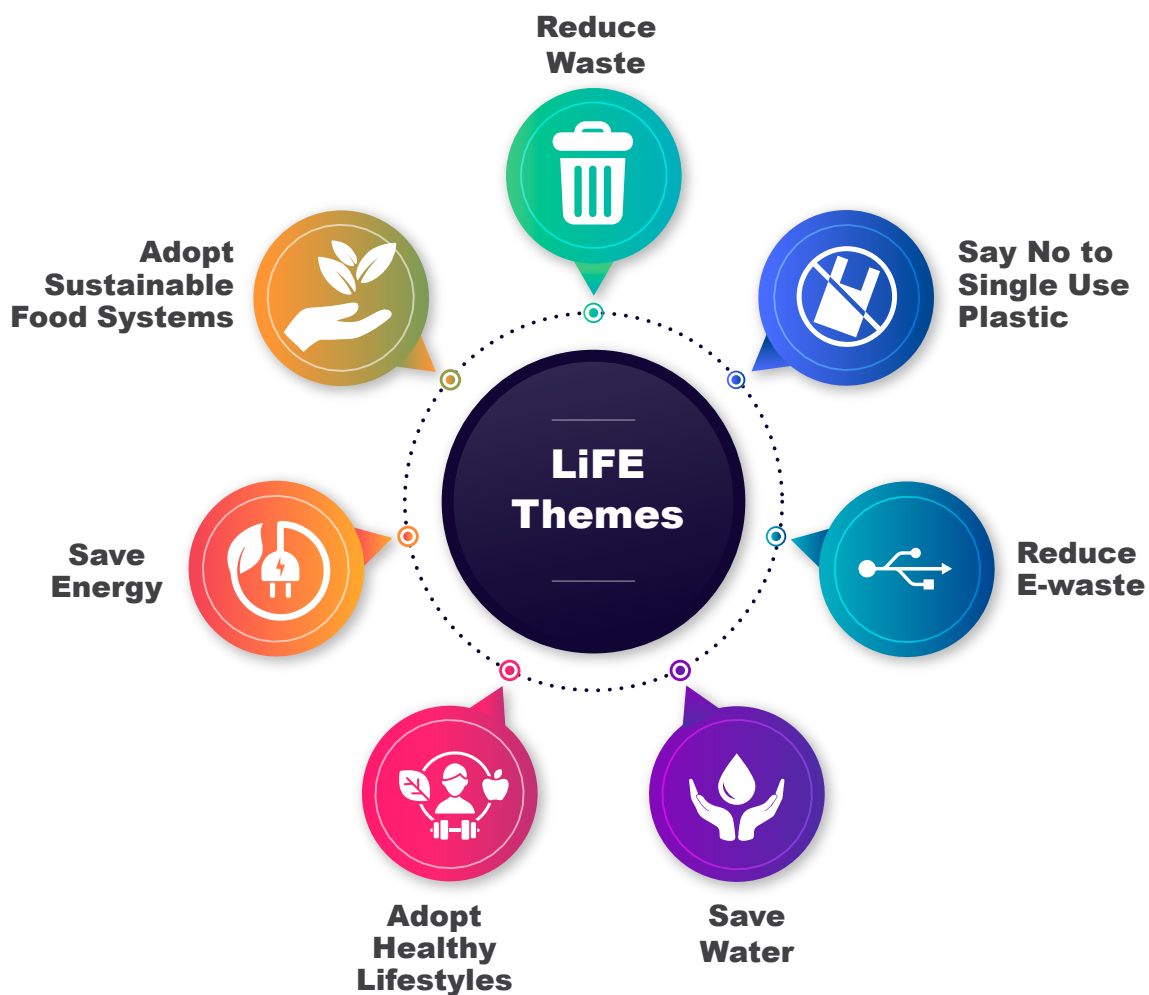 Reduce
Waste
Say No to
Single Use
Plastic
Reduce
E-waste
Save
Water
Adopt
Healthy
Lifestyles
Save
Energy
Adopt
Sustainable
Food Systems
LiFE
Themes